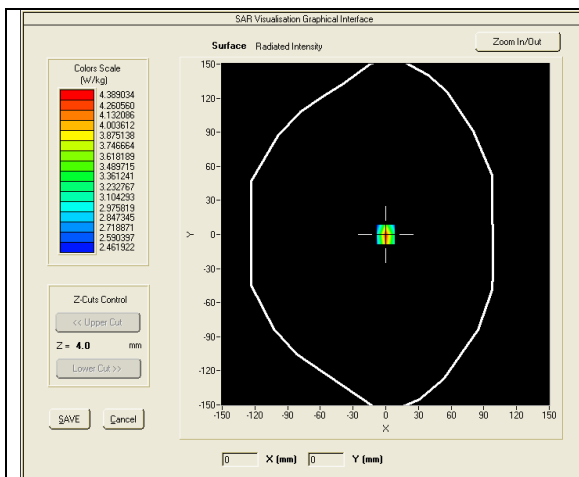 SAR Visualisation Graphical Interface
Surface Radiated Intensity
Zoom In/Out
Colors Scale
(W/kg)
4.389034
4.260560
4.132086
4.003612
3.875138
3.746664
3.618189
3.489715
3.361241
3.232767
3.104293
2.975819
2.847345
2.718871
2.590397
2.461922
Z-Cuts Control
<< Upper Cut
Z = 4.0 mm
Lower Cut >>
SAVE Cancel
150
120
90
60
30
0
-30
-60
-90
-120
-150
Y
-150 -120 -90 -60 -30 0 30 60 90 120 150
X
0 X (mm) 0 Y (mm)